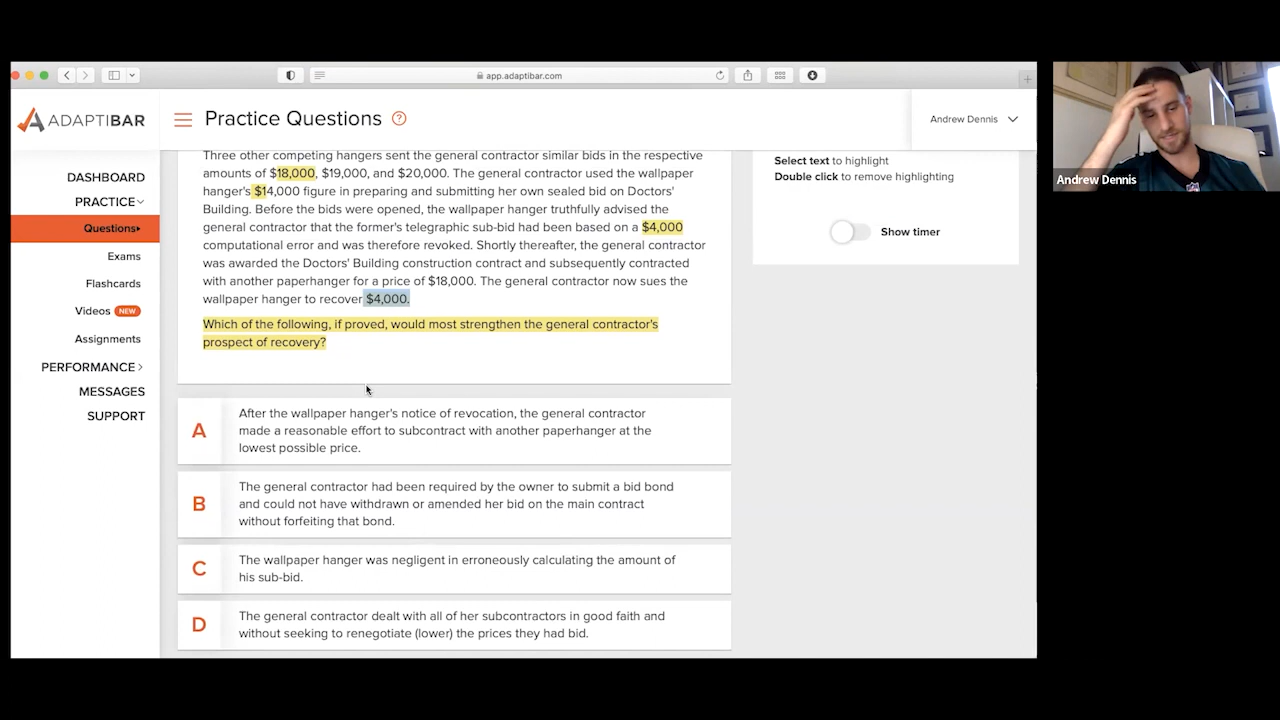 app.adaptibar.com
ADAPTIBAR
Practice Questions ?
Andrew Dennis
DASHBOARD
PRACTICE
Questions
Exams
Flashcards
Videos NEW
Assignments
PERFORMANCE
MESSAGES
SUPPORT
Three other competing hangers sent the general contractor similar bids in the respective
amounts of $18,000, $19,000, and $20,000. The general contractor used the wallpaper
hanger's $14,000 figure in preparing and submitting her own sealed bid on Doctors'
Building. Before the bids were opened, the wallpaper hanger truthfully advised the
general contractor that the former's telegraphic sub-bid had been based on a $4,000
computational error and was therefore revoked. Shortly thereafter, the general contractor
was awarded the Doctors' Building construction contract and subsequently contracted
with another paperhanger for a price of $18,000. The general contractor now sues the
wallpaper hanger to recover $4,000.
Which of the following, if proved, would most strengthen the general contractor's
prospect of recovery?
A
After the wallpaper hanger's notice of revocation, the general contractor
made a reasonable effort to subcontract with another paperhanger at the
lowest possible price.
B
The general contractor had been required by the owner to submit a bid bond
and could not have withdrawn or amended her bid on the main contract
without forfeiting that bond.
C
The wallpaper hanger was negligent in erroneously calculating the amount of
his sub-bid.
D
The general contractor dealt with all of her subcontractors in good faith and
without seeking to renegotiate (lower) the prices they had bid.
Select text to highlight
Double click to remove highlighting
Show timer
Andrew Dennis